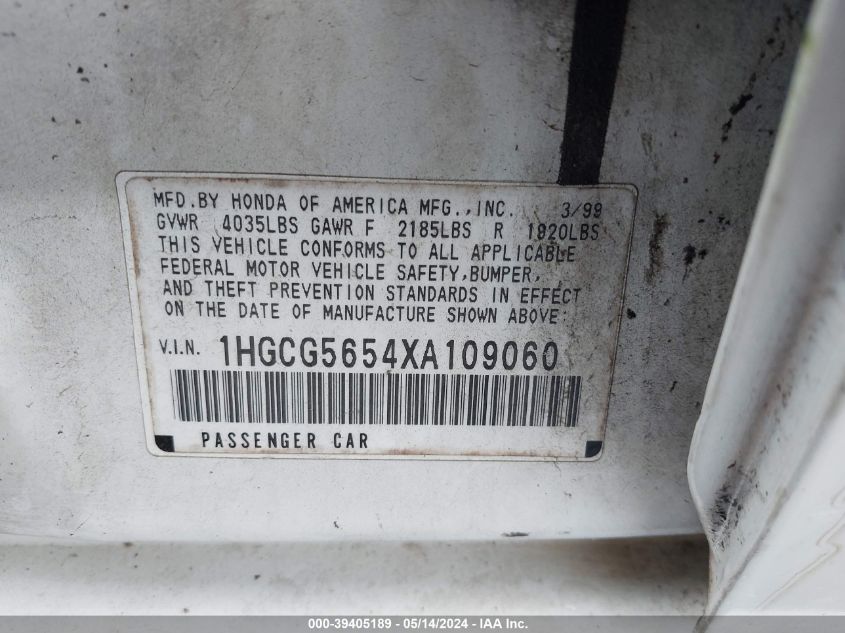 MFD.BY HONDA OF AMERICA MFG.,INC. 3/99
GVWR 4035LBS GAWR F 2185LBS R 1920LBS
THIS VEHICLE CONFORMS TO ALL APPLICABLE
FEDERAL MOTOR VEHICLE SAFETY,BUMPER,
AND THEFT PREVENTION STANDARDS IN EFFECT
ON THE DATE OF MANUFACTURE SHOWN ABOVE:
V.I.N. 1HGCG5654XA109060
PASSENGER CAR
000-39405189 - 05/14/2024 - IAA Inc.